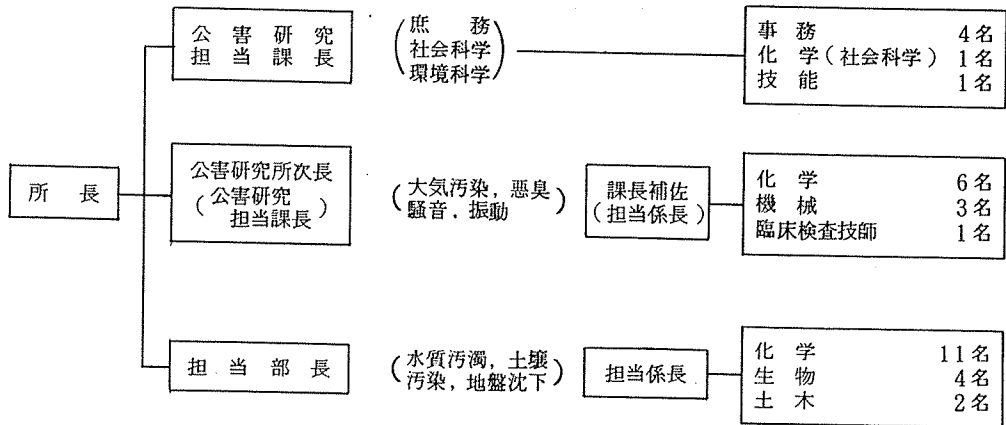 公害研究
担当課長
(庶務
社会科学
環境科学)
事務 4名
化学(社会科学) 1名
技能 1名
所長
公害研究所次長
(公害研究
担当課長)
(大気汚染,悪臭
騒音,振動)
課長補佐
(担当係長)
化学 6名
機械 3名
臨床検査技師 1名
担当部長
(水質汚濁,土壌
汚染,地盤沈下)
担当係長
化学 11名
生物 4名
土木 2名